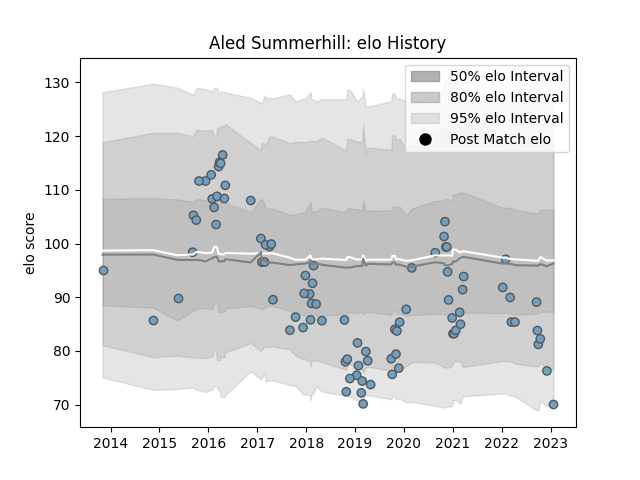 Aled Summerhill: elo History
50% elo Interval
80% elo Interval
95% elo Interval
Post Match elo
elo score
130
120
110
100
90
80
70
2014 2015 2016 2017 2018 2019 2020 2021 2022 2023